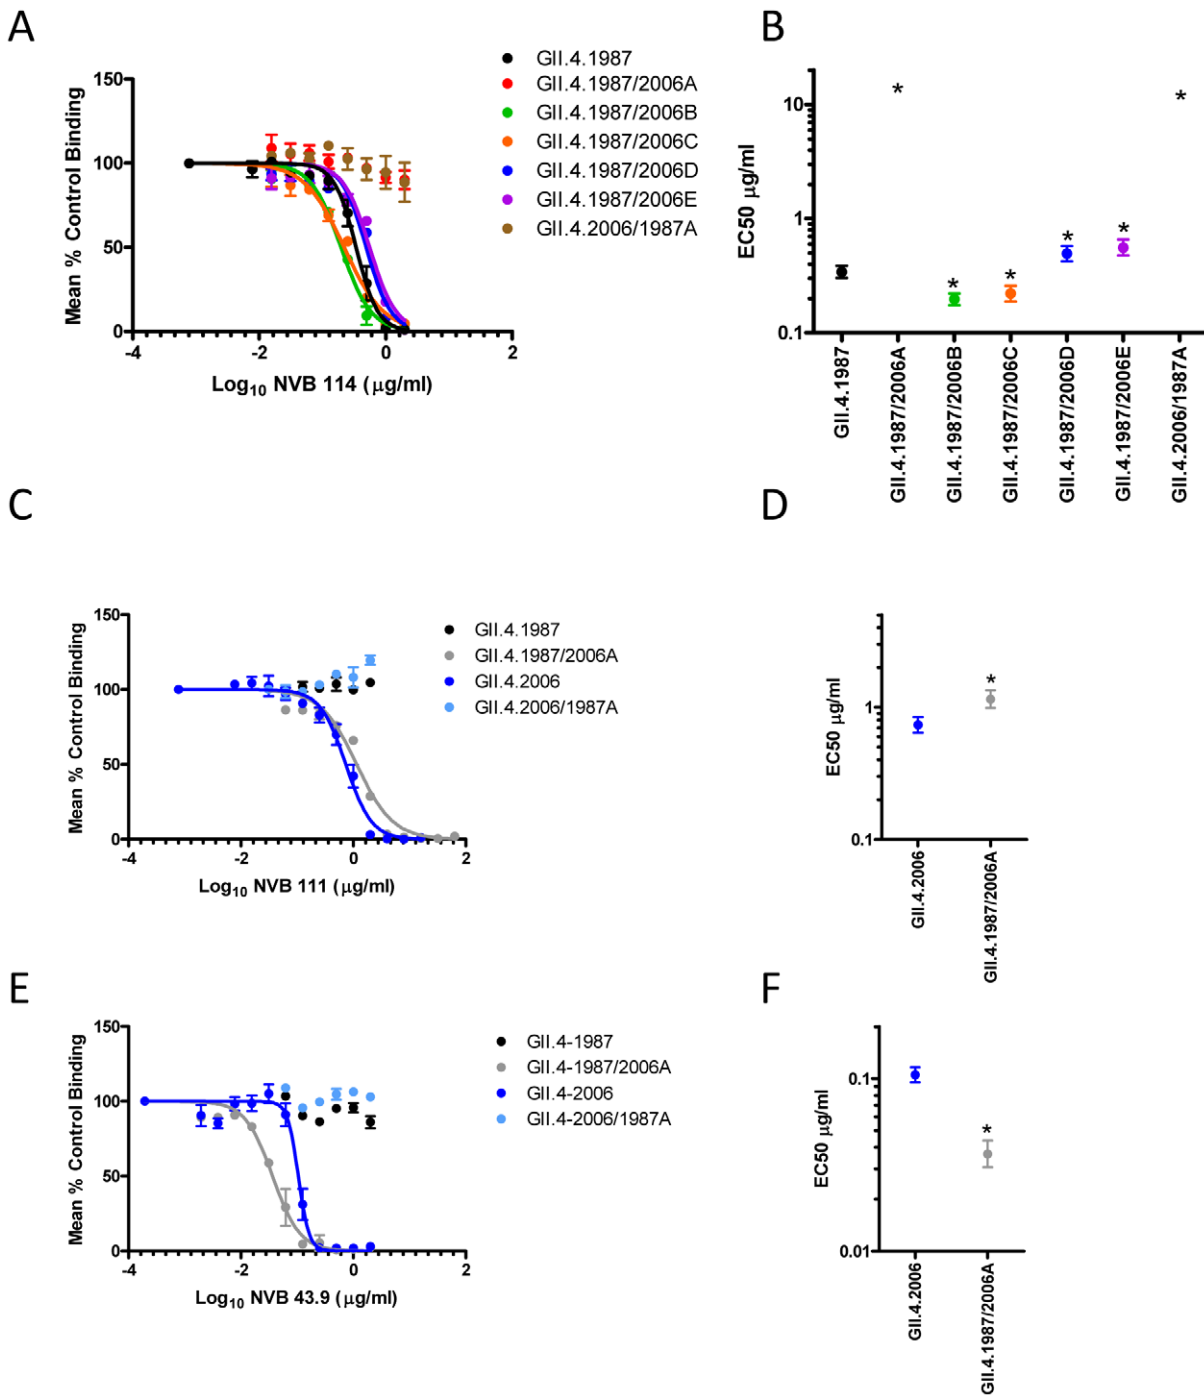 A
GII.4.1987
GII.4.1987/2006A
GII.4.1987/2006B
GII.4.1987/2006C
GII.4.1987/2006D
GII.4.1987/2006E
GII.4.2006/1987A
150
100
50
0
-4
-2
0
2
Mean % Control Binding
Log10 NVB 114 (μg/ml)
B
10
1
0.1
EC50 μg/ml
*
*
*
*
*
*
GII.4.1987
GII.4.1987/2006A
GII.4.1987/2006B
GII.4.1987/2006C
GII.4.1987/2006D
GII.4.1987/2006E
GII.4.2006/1987A
C
GII.4.1987
GII.4.1987/2006A
GII.4.2006
GII.4.2006/1987A
150
100
50
0
-4
-2
0
2
Mean % Control Binding
Log10 NVB 111 (μg/ml)
D
1
0.1
EC50 μg/ml
*
GII.4.2006
GII.4.1987/2006A
E
GII.4-1987
GII.4-1987/2006A
GII.4-2006
GII.4-2006/1987A
150
100
50
0
-4
-2
0
2
Mean % Control Binding
Log10 NVB 43.9 (μg/ml)
F
0.1
0.01
EC50 μg/ml
*
GII.4.2006
GII.4.1987/2006A